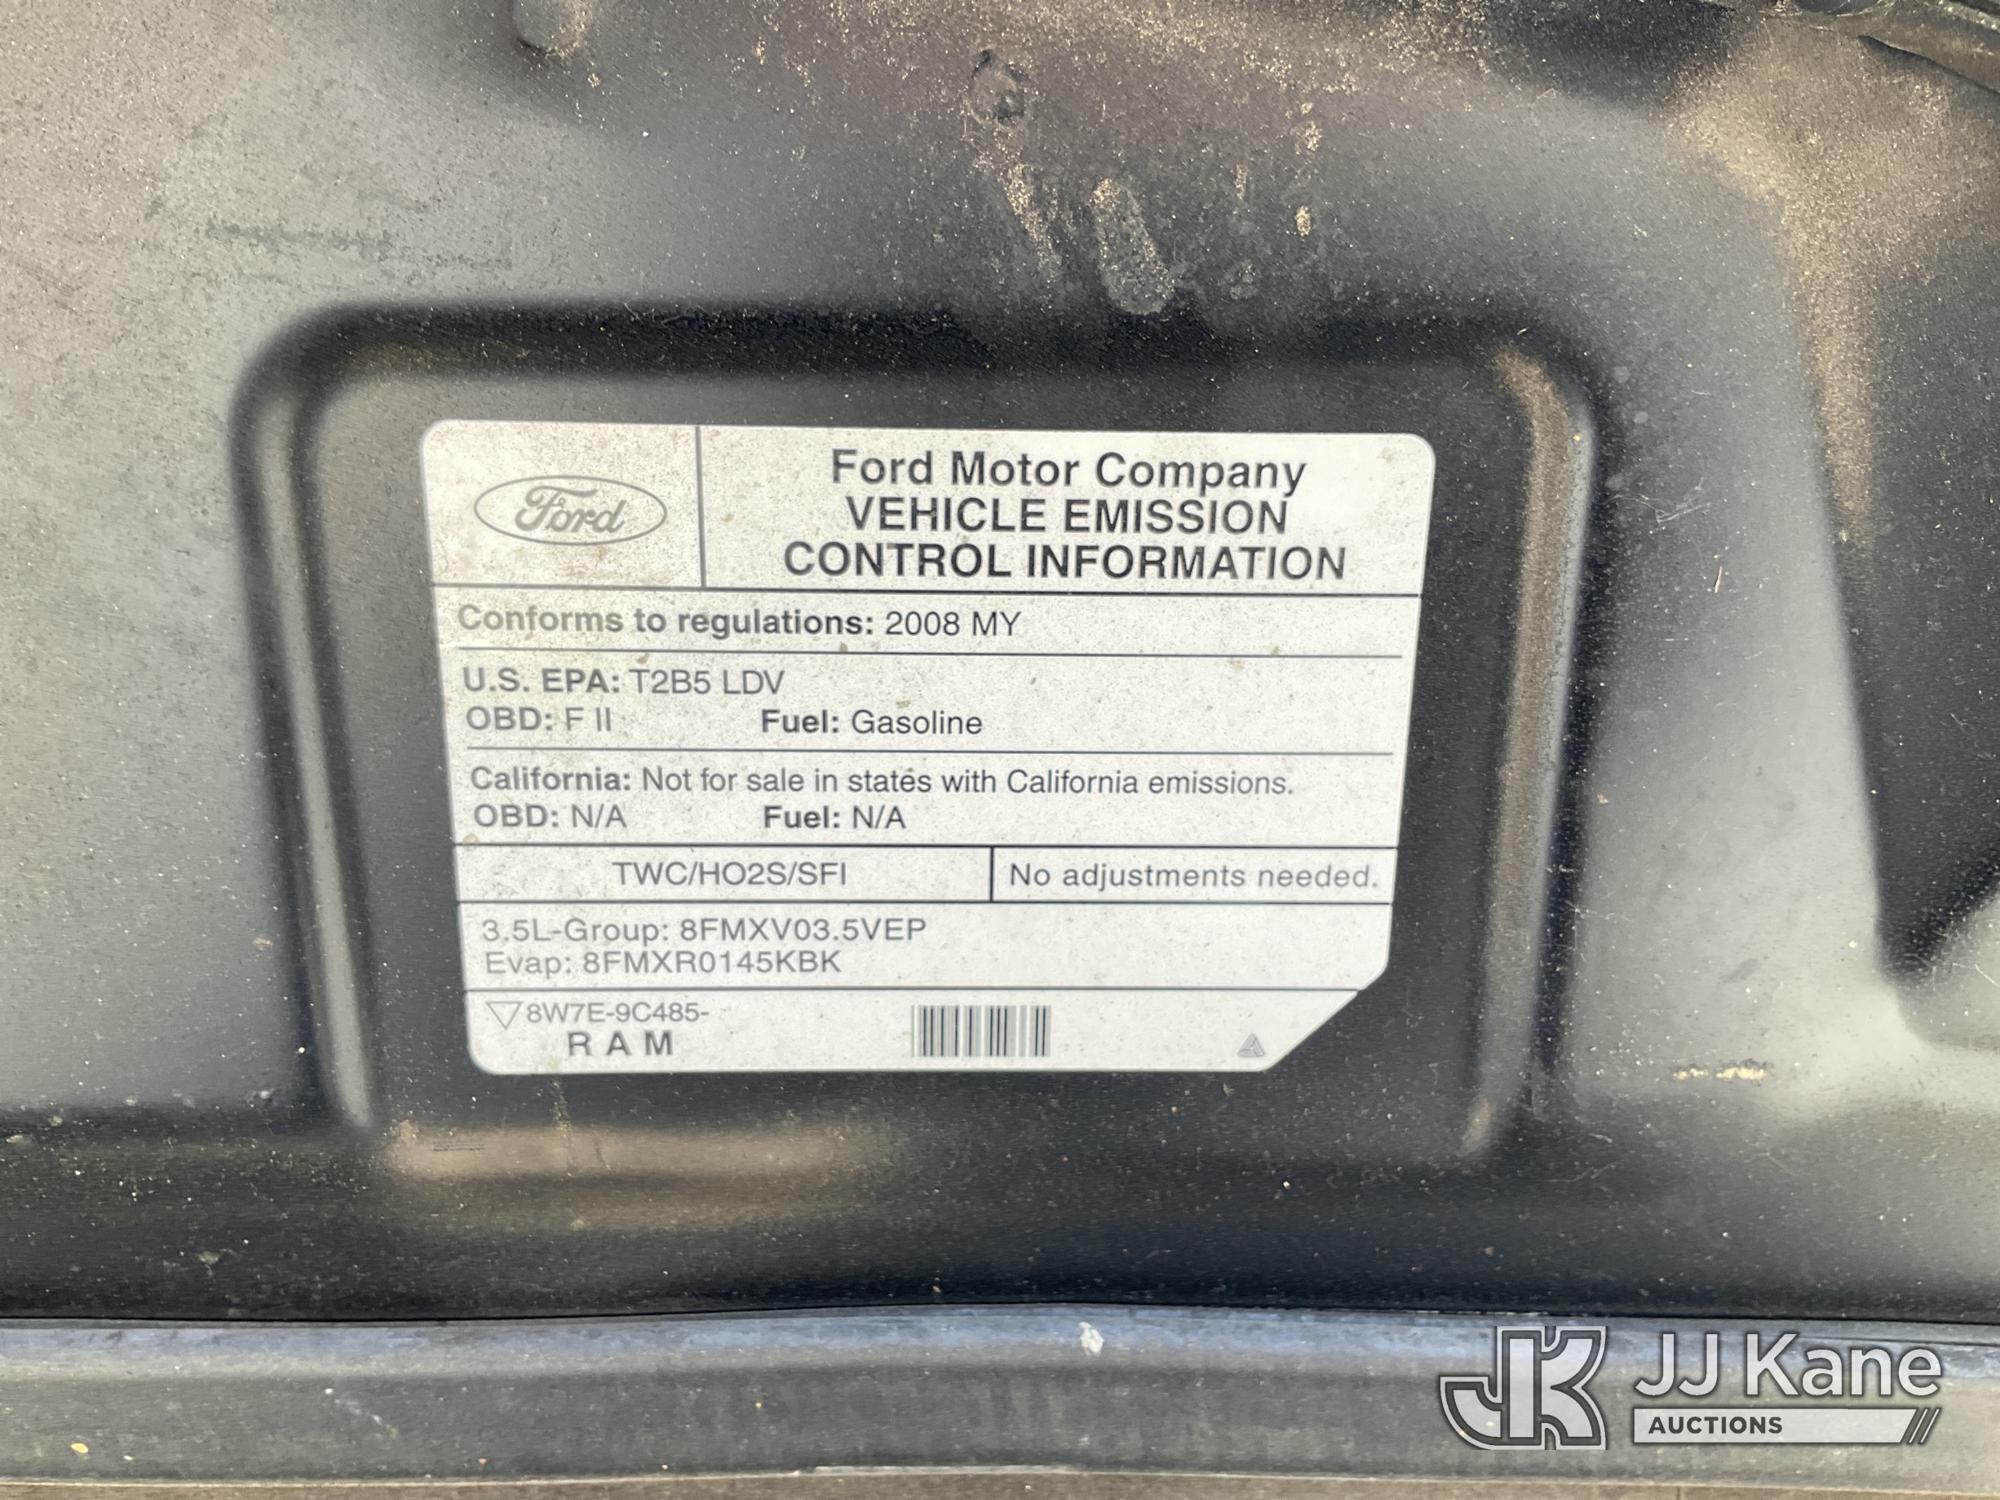 Ford
Ford Motor Company
VEHICLE EMISSION
CONTROL INFORMATION
Conforms to regulations: 2008 MY
U.S. EPA: T2B5 LDV
OBD: F II Fuel: Gasoline
California: Not for sale in states with California emissions.
OBD: N/A Fuel: N/A
TWC/HO2S/SFI No adjustments needed.
3.5L-Group: 8FMXV03.5VEP
Evap: 8FMXR0145KBK
8W7E-9C485-
R A M
JK JJ Kane
AUCTIONS